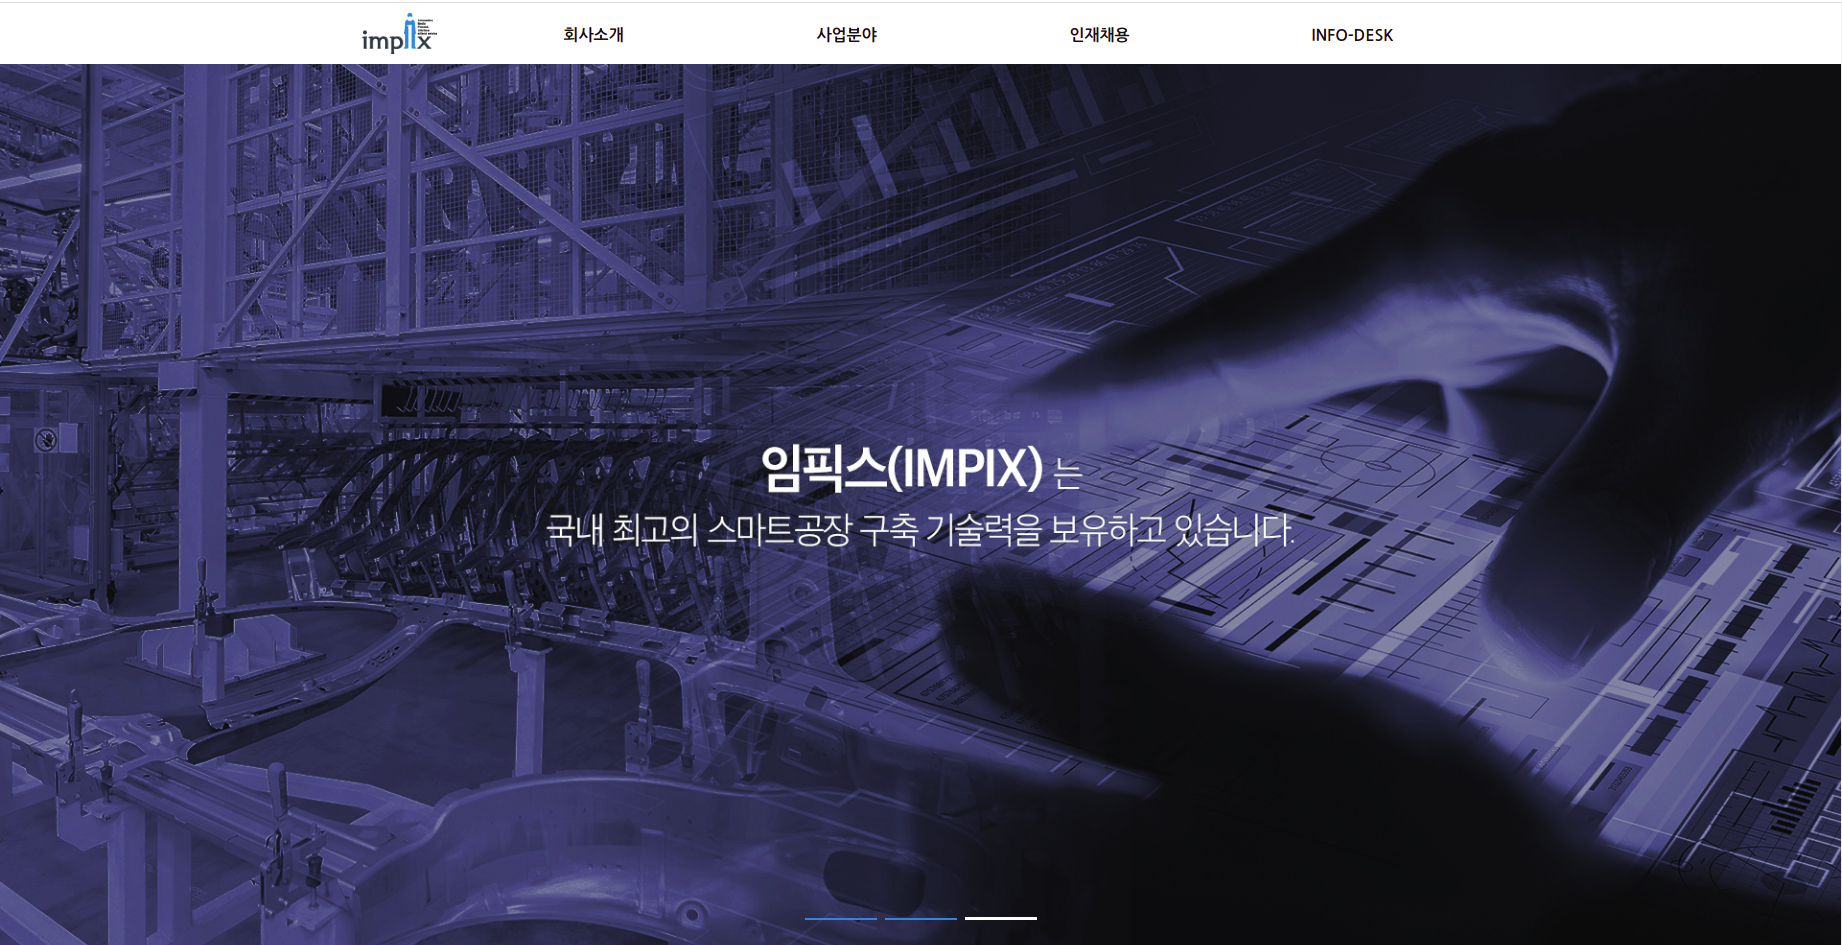 impix
회사소개
사업분야
인재채용
INFO-DESK
임픽스(IMPIX) 는
국내 최고의 스마트공장 구축 기술력을 보유하고 있습니다.